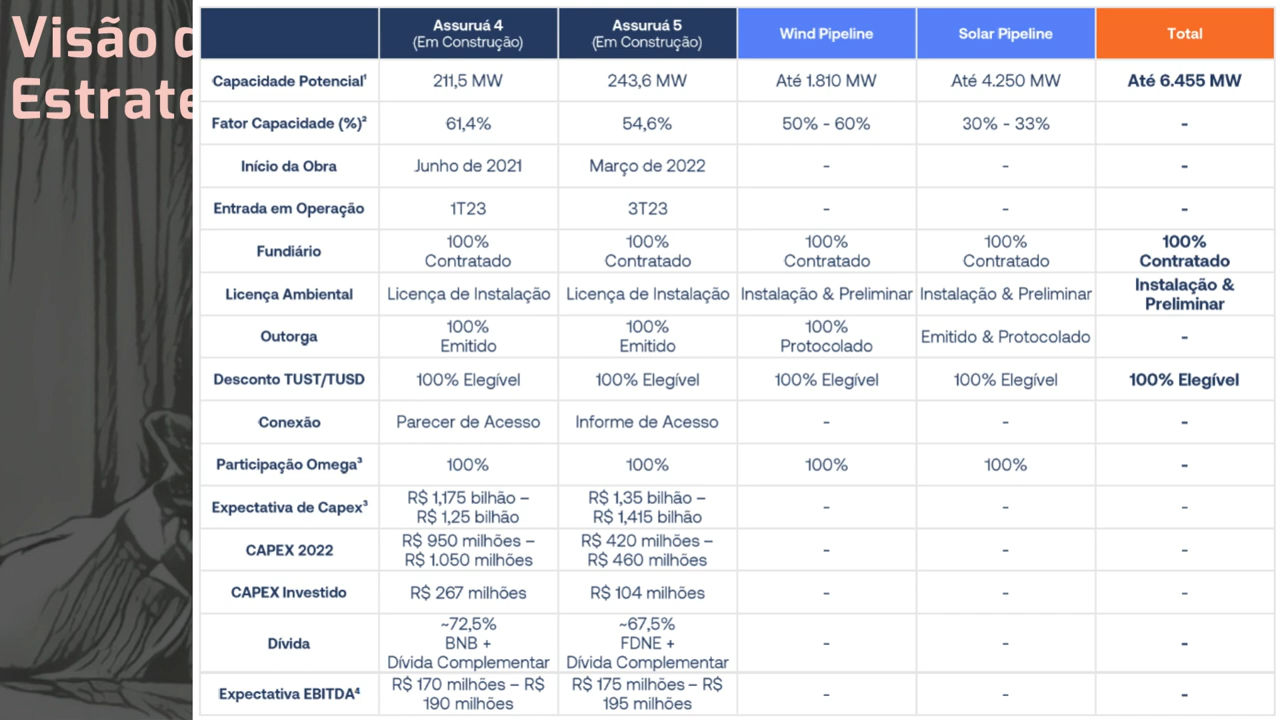 Visão
Estrate
Assuruá 4 (Em Construção) | Assuruá 5 (Em Construção) | Wind Pipeline | Solar Pipeline | Total
Capacidade Potencial¹ | 211,5 MW | 243,6 MW | Até 1.810 MW | Até 4.250 MW | Até 6.455 MW
Fator Capacidade (%)² | 61,4% | 54,6% | 50% - 60% | 30% - 33% | -
Início da Obra | Junho de 2021 | Março de 2022 | - | - | -
Entrada em Operação | 1T23 | 3T23 | - | - | -
Fundiário | 100% Contratado | 100% Contratado | 100% Contratado | 100% Contratado | 100% Contratado
Licença Ambiental | Licença de Instalação | Licença de Instalação | Instalação & Preliminar | Instalação & Preliminar | Instalação & Preliminar
Outorga | 100% Emitido | 100% Emitido | 100% Protocolado | Emitido & Protocolado | -
Desconto TUST/TUSD | 100% Elegível | 100% Elegível | 100% Elegível | 100% Elegível | 100% Elegível
Conexão | Parecer de Acesso | Informe de Acesso | - | - | -
Participação Omega³ | 100% | 100% | 100% | 100% | -
Expectativa de Capex³ | R$ 1,175 bilhão – R$ 1,25 bilhão | R$ 1,35 bilhão – R$ 1,415 bilhão | - | - | -
CAPEX 2022 | R$ 950 milhões – R$ 1.050 milhões | R$ 420 milhões – R$ 460 milhões | - | - | -
CAPEX Investido | R$ 267 milhões | R$ 104 milhões | - | - | -
Dívida | ~72,5% BNB + Dívida Complementar | ~67,5% FDNE + Dívida Complementar | - | - | -
Expectativa EBITDA⁴ | R$ 170 milhões – R$ 190 milhões | R$ 175 milhões – R$ 195 milhões | - | - | -